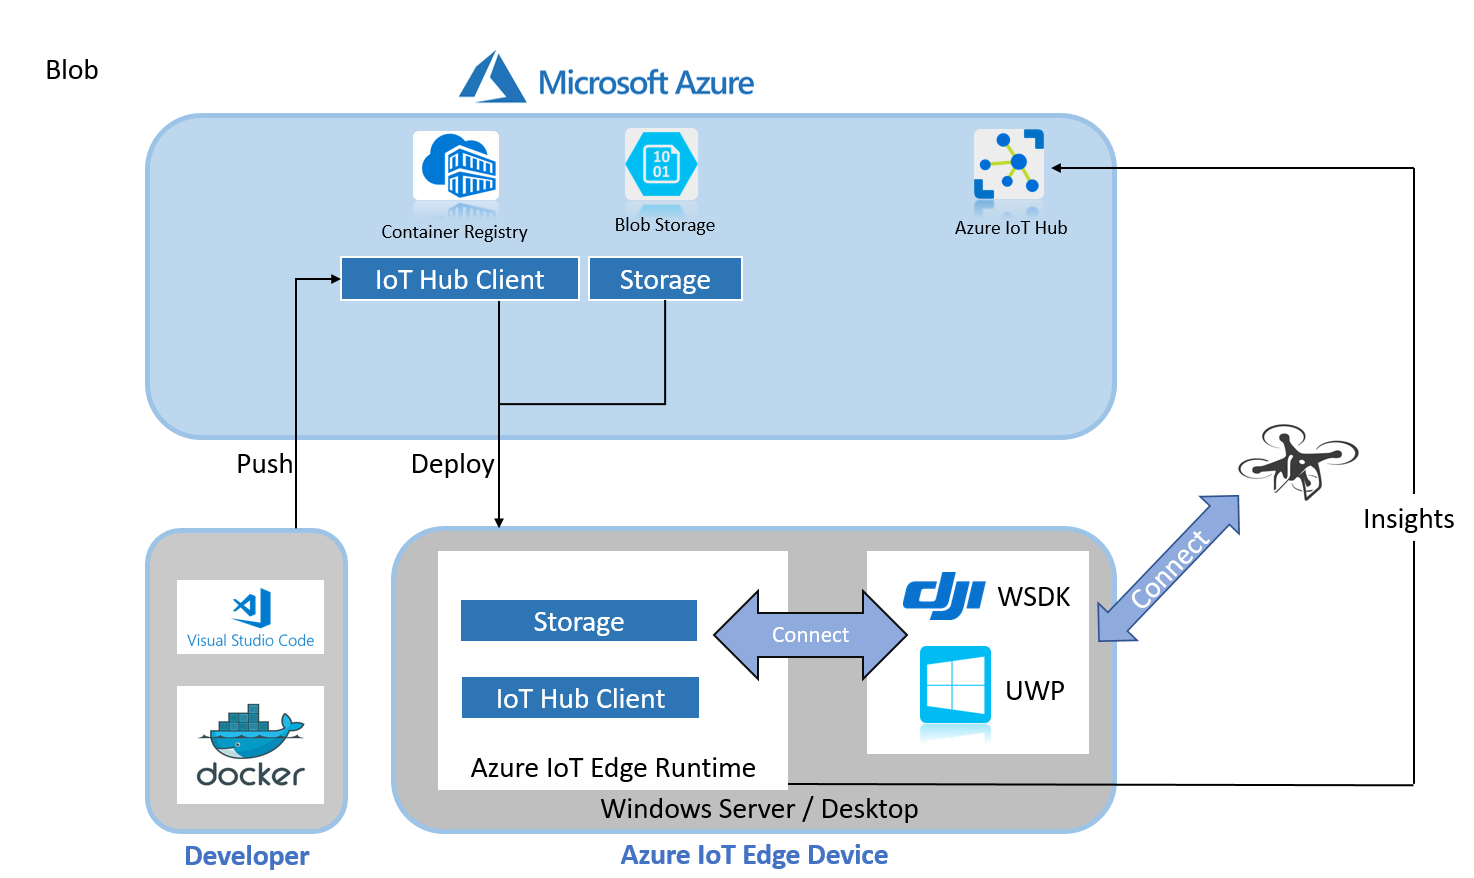 Blob
Microsoft Azure
10
01
Container Registry
Blob Storage
Azure IoT Hub
IoT Hub Client
Storage
Push
Deploy
Insights
Connect
Visual Studio Code
docker
Developer
Storage
IoT Hub Client
Azure IoT Edge Runtime
Connect
dji WSDK
UWP
Windows Server / Desktop
Azure IoT Edge Device